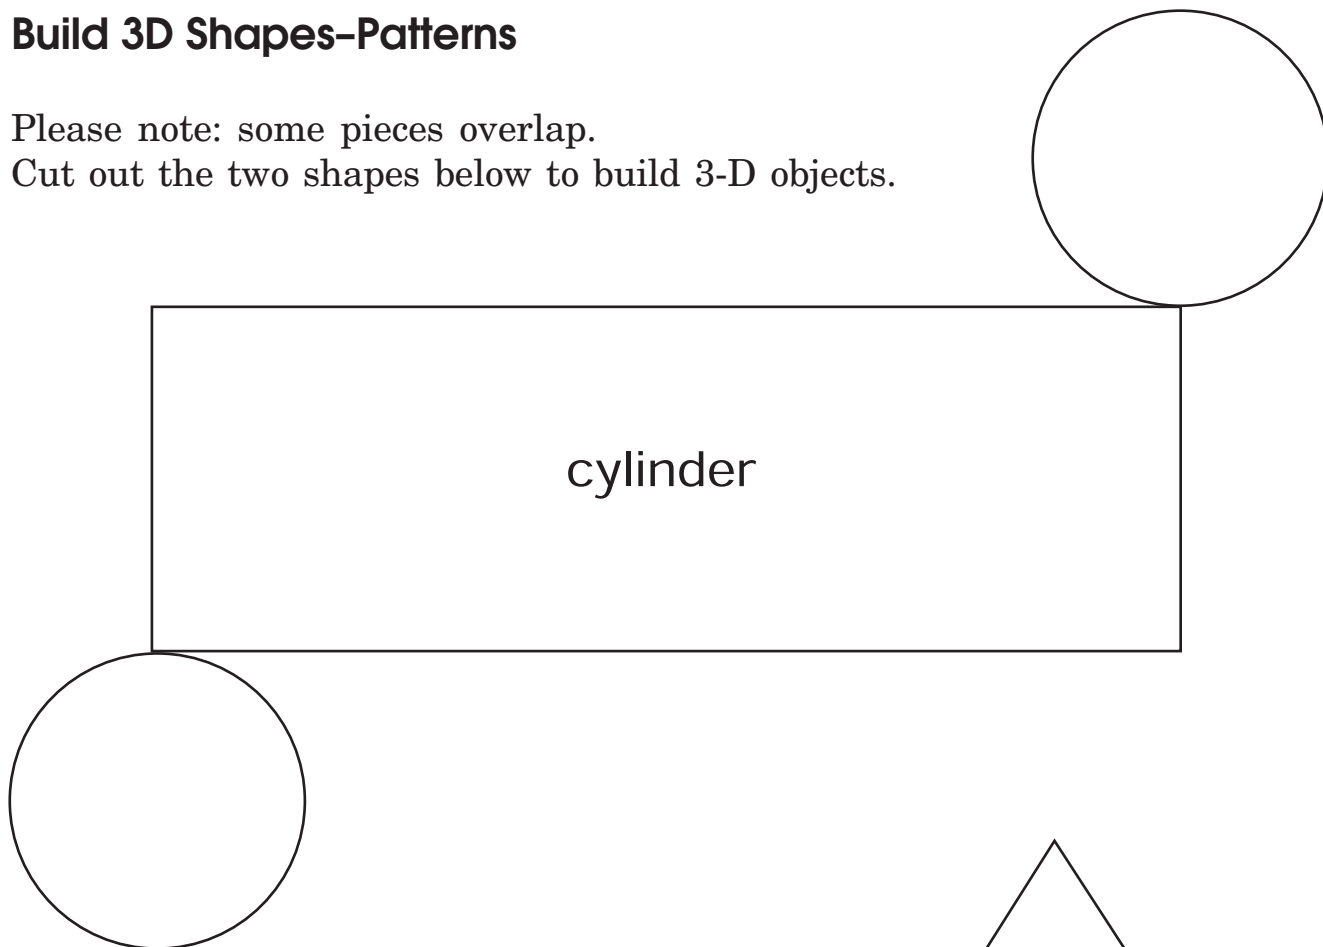 Build 3D Shapes–Patterns
Please note: some pieces overlap.
Cut out the two shapes below to build 3-D objects.
cylinder